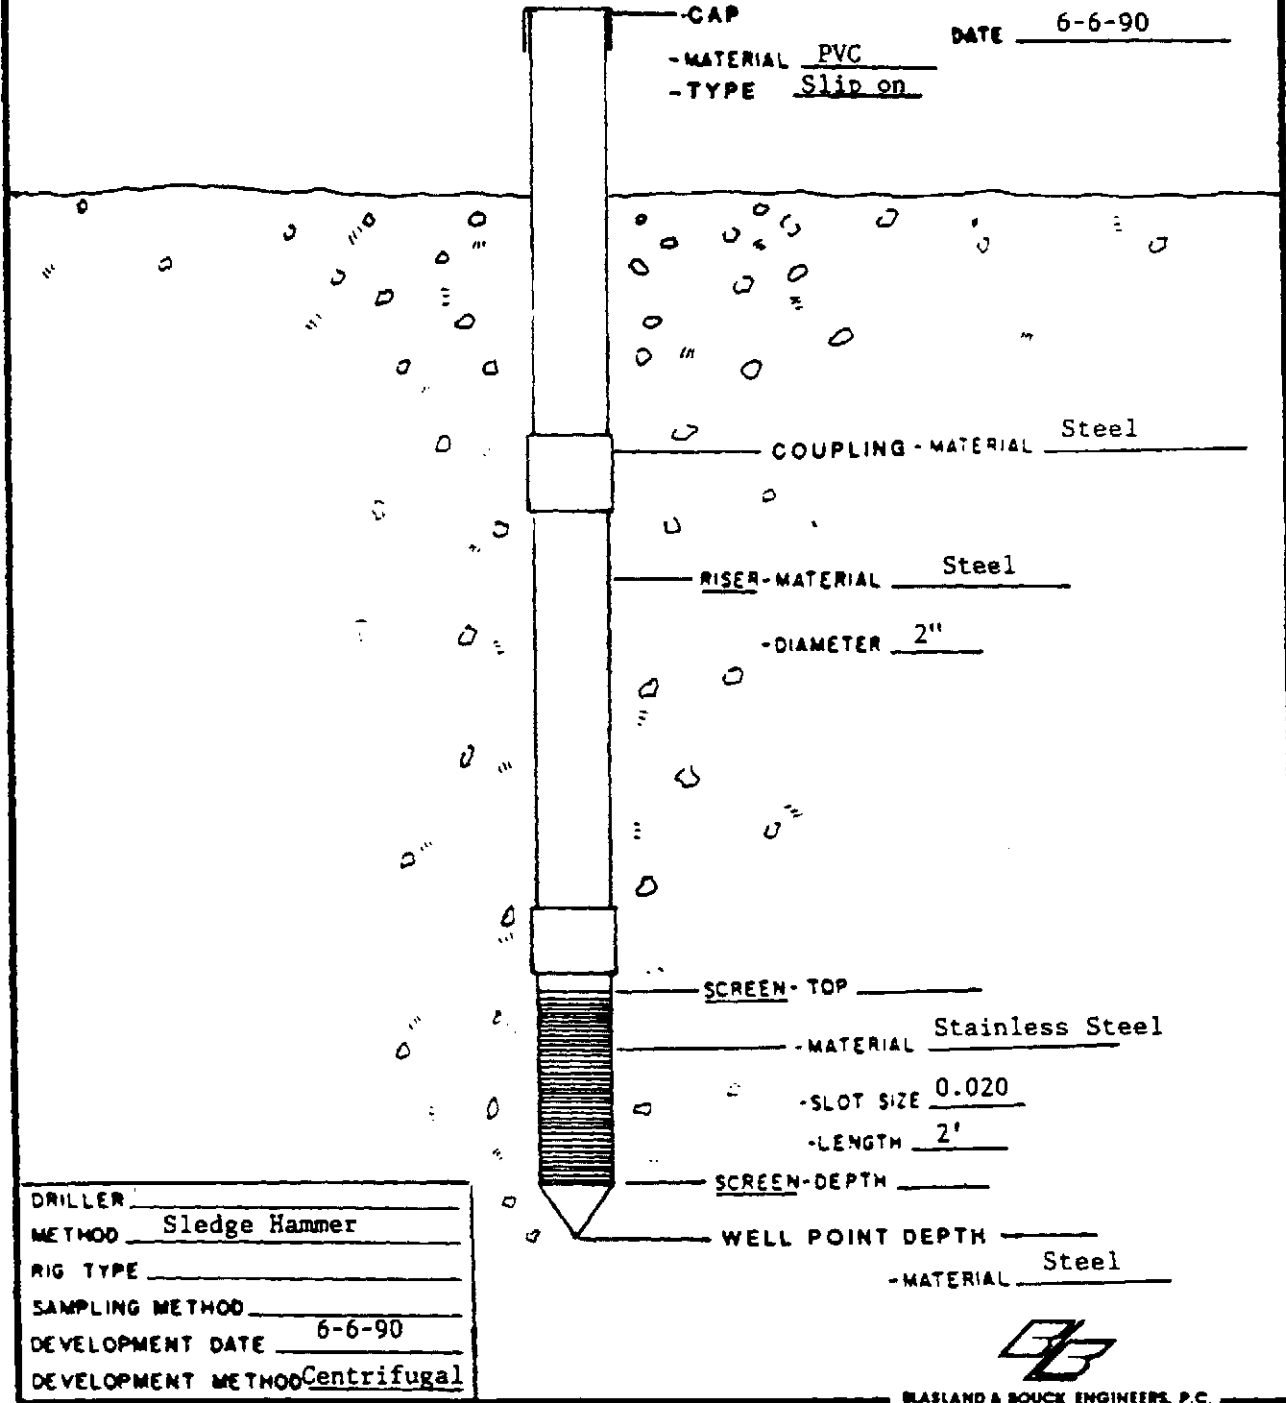 -CAP
DATE 6-6-90
-MATERIAL PVC
-TYPE Slip on
COUPLING-MATERIAL Steel
RISER-MATERIAL Steel
-DIAMETER 2"
SCREEN-TOP
-MATERIAL Stainless Steel
-SLOT SIZE 0.020
-LENGTH 2'
SCREEN-DEPTH
WELL POINT DEPTH
-MATERIAL Steel
DRILLER
METHOD Sledge Hammer
RIG TYPE
SAMPLING METHOD
DEVELOPMENT DATE 6-6-90
DEVELOPMENT METHOD Centrifugal
BLASLAND & BOUCK ENGINEERS, P.C.